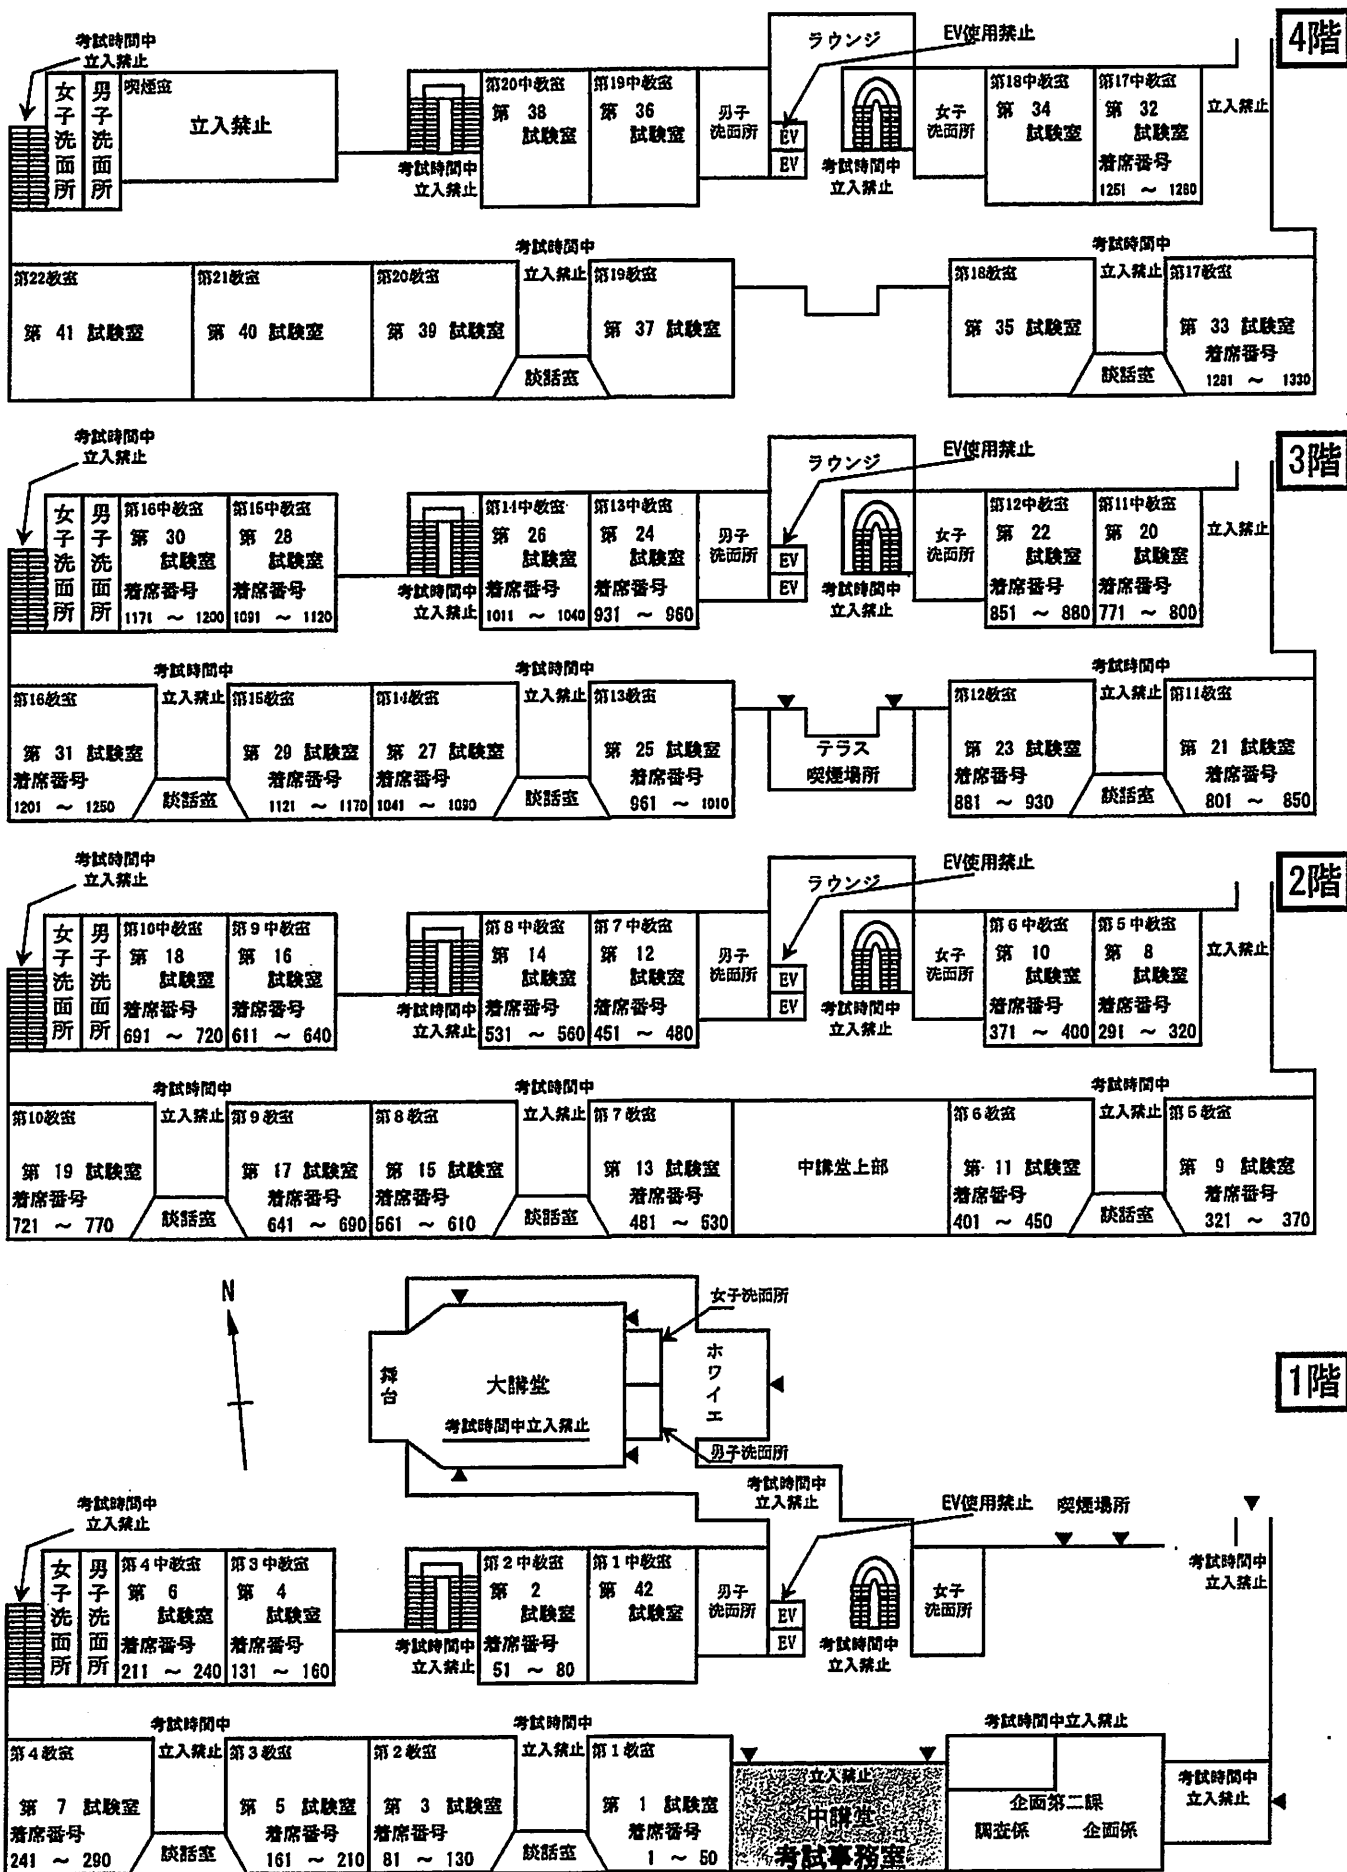 4階
考試時間中
立入禁止
女子洗面所
男子洗面所
喫煙室
立入禁止
考試時間中
立入禁止
第20中教室
第 38
試験室
第19中教室
第 36
試験室
男子
洗面所
ラウンジ
EV使用禁止
EV
EV
考試時間中
立入禁止
女子
洗面所
第18中教室
第 34
試験室
第17中教室
第 32
試験室
着席番号
1251 ～ 1280
立入禁止
第22教室
第 41 試験室
第21教室
第 40 試験室
第20教室
第 39 試験室
考試時間中
立入禁止
談話室
第19教室
第 37 試験室
第18教室
第 35 試験室
考試時間中
立入禁止
談話室
第17教室
第 33 試験室
着席番号
1281 ～ 1330
3階
考試時間中
立入禁止
女子洗面所
男子洗面所
第16中教室
第 30
試験室
着席番号
1171 ～ 1200
第15中教室
第 28
試験室
着席番号
1091 ～ 1120
考試時間中
立入禁止
第14中教室
第 26
試験室
着席番号
1011 ～ 1040
第13中教室
第 24
試験室
着席番号
931 ～ 960
男子
洗面所
ラウンジ
EV使用禁止
EV
EV
考試時間中
立入禁止
女子
洗面所
第12中教室
第 22
試験室
着席番号
851 ～ 880
第11中教室
第 20
試験室
着席番号
771 ～ 800
立入禁止
第16教室
第 31 試験室
着席番号
1201 ～ 1250
考試時間中
立入禁止
談話室
第15教室
第 29 試験室
着席番号
1121 ～ 1170
第14教室
第 27 試験室
着席番号
1041 ～ 1090
考試時間中
立入禁止
談話室
第13教室
第 25 試験室
着席番号
961 ～ 1010
テラス
喫煙場所
第12教室
第 23 試験室
着席番号
881 ～ 930
考試時間中
立入禁止
談話室
第11教室
第 21 試験室
着席番号
801 ～ 850
2階
考試時間中
立入禁止
女子洗面所
男子洗面所
第10中教室
第 18
試験室
着席番号
691 ～ 720
第9中教室
第 16
試験室
着席番号
611 ～ 640
考試時間中
立入禁止
第8中教室
第 14
試験室
着席番号
531 ～ 560
第7中教室
第 12
試験室
着席番号
451 ～ 480
男子
洗面所
ラウンジ
EV使用禁止
EV
EV
考試時間中
立入禁止
女子
洗面所
第6中教室
第 10
試験室
着席番号
371 ～ 400
第5中教室
第 8
試験室
着席番号
291 ～ 320
立入禁止
第10教室
第 19 試験室
着席番号
721 ～ 770
考試時間中
立入禁止
談話室
第9教室
第 17 試験室
着席番号
641 ～ 690
第8教室
第 15 試験室
着席番号
561 ～ 610
考試時間中
立入禁止
談話室
第7教室
第 13 試験室
着席番号
481 ～ 530
中講堂上部
第6教室
第 11 試験室
着席番号
401 ～ 450
考試時間中
立入禁止
談話室
第5教室
第 9 試験室
着席番号
321 ～ 370
1階
N
舞台
大講堂
考試時間中立入禁止
女子洗面所
ホワイエ
男子洗面所
考試時間中
立入禁止
考試時間中
立入禁止
女子洗面所
男子洗面所
第4中教室
第 6
試験室
着席番号
211 ～ 240
第3中教室
第 4
試験室
着席番号
131 ～ 160
考試時間中
立入禁止
第2中教室
第 2
試験室
着席番号
51 ～ 80
第1中教室
第 42
試験室
男子
洗面所
EV使用禁止
EV
EV
考試時間中
立入禁止
女子
洗面所
喫煙場所
考試時間中
立入禁止
第4教室
第 7 試験室
着席番号
241 ～ 290
考試時間中
立入禁止
談話室
第3教室
第 5 試験室
着席番号
161 ～ 210
第2教室
第 3 試験室
着席番号
81 ～ 130
考試時間中
立入禁止
談話室
第1教室
第 1 試験室
着席番号
1 ～ 50
立入禁止
中講堂
考試事務室
考試時間中立入禁止
企画第二課
調査係 企画係
考試時間中
立入禁止